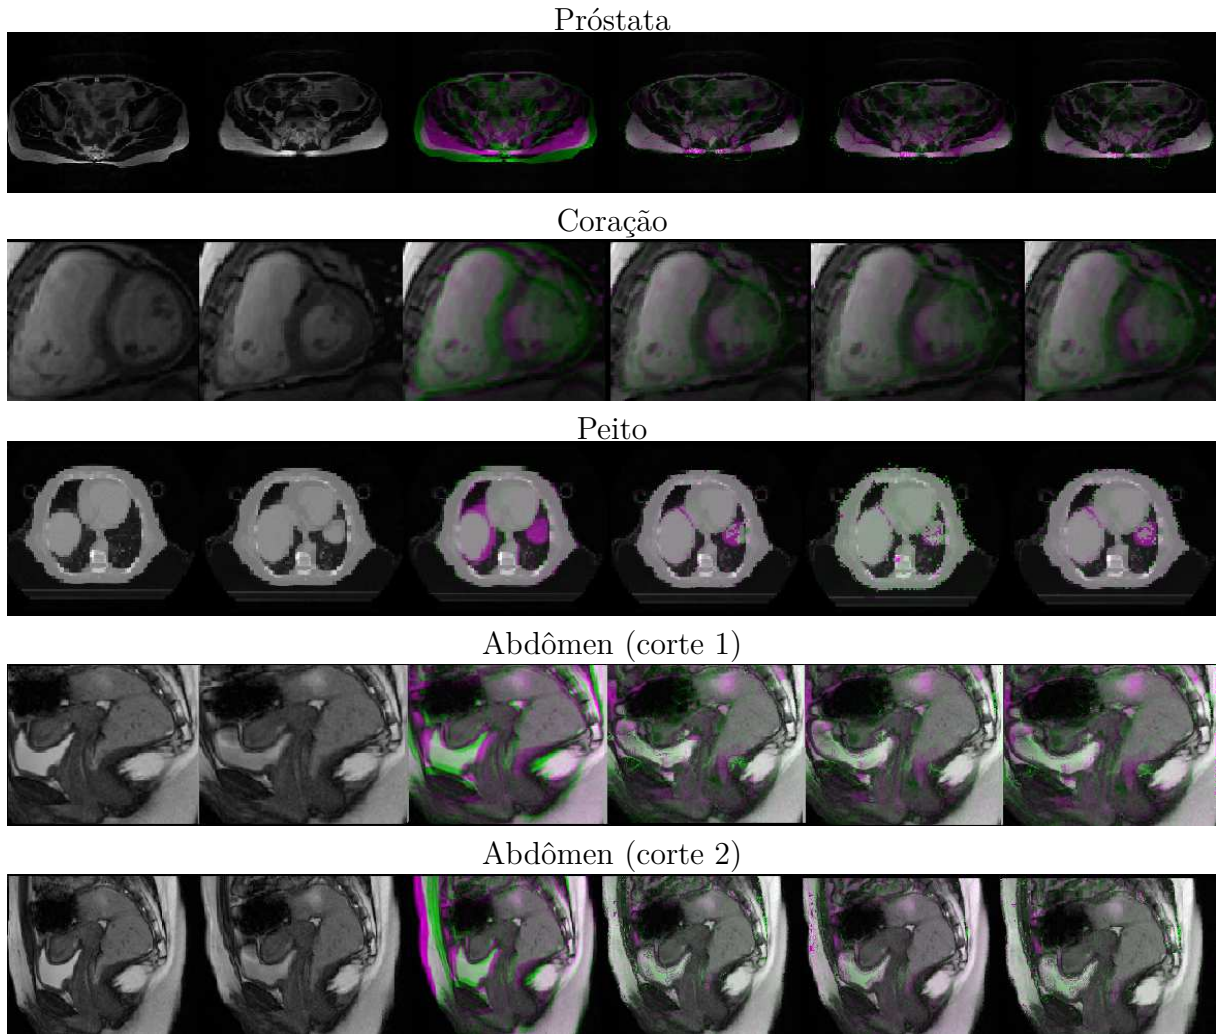 Próstata
Coração
Peito
Abdômen (corte 1)
Abdômen (corte 2)